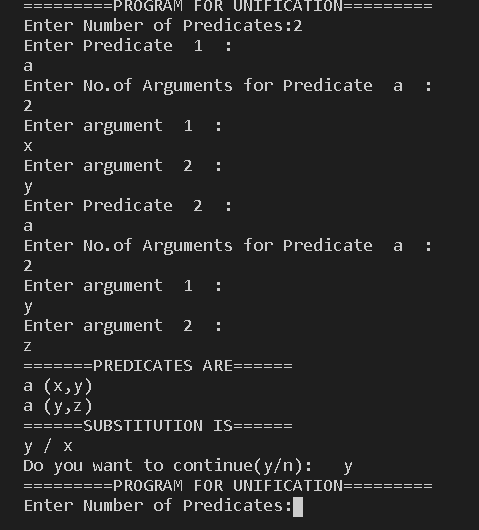 =========PROGRAM FOR UNIFICATION=========
Enter Number of Predicates:2
Enter Predicate  1  :
a
Enter No.of Arguments for Predicate  a  :
2
Enter argument  1  :
x
Enter argument  2  :
y
Enter Predicate  2  :
a
Enter No.of Arguments for Predicate  a  :
2
Enter argument  1  :
y
Enter argument  2  :
z
=======PREDICATES ARE======
a (x,y)
a (y,z)
======SUBSTITUTION IS======
y / x
Do you want to continue(y/n):   y
=========PROGRAM FOR UNIFICATION=========
Enter Number of Predicates: